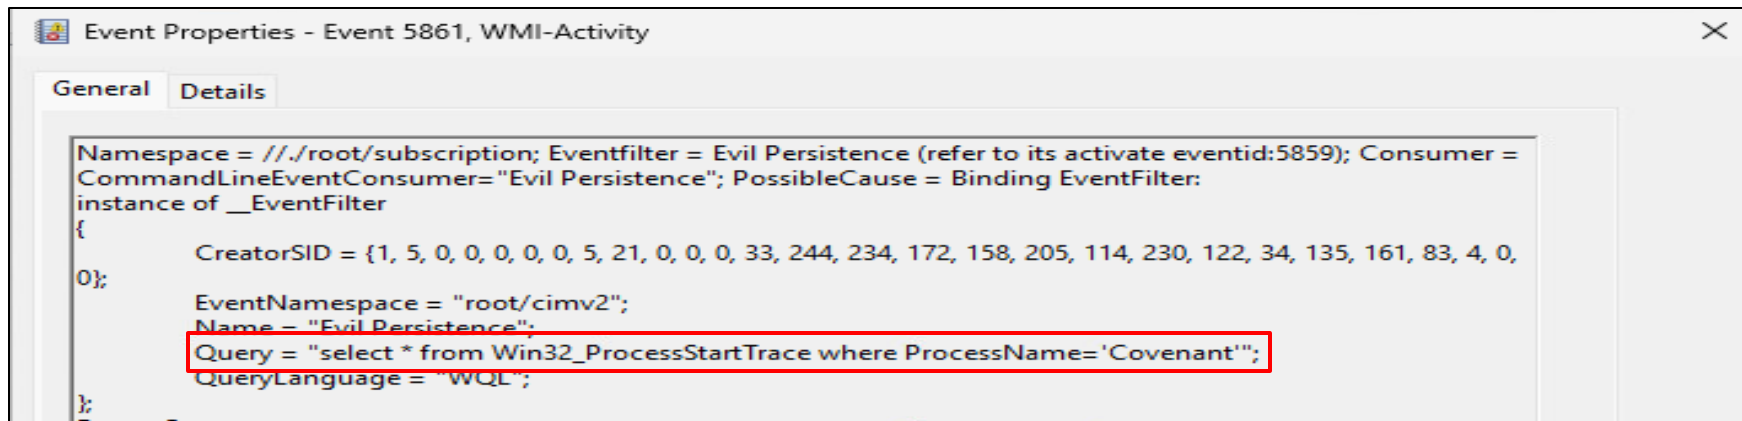 Event Properties - Event 5861, WMI-Activity
General
Details
Namespace = //./root/subscription; Eventfilter = Evil Persistence (refer to its activate eventid:5859); Consumer =
CommandLineEventConsumer="Evil Persistence"; PossibleCause = Binding EventFilter:
instance of __EventFilter
{
CreatorSID = {1, 5, 0, 0, 0, 0, 0, 5, 21, 0, 0, 0, 33, 244, 234, 172, 158, 205, 114, 230, 122, 34, 135, 161, 83, 4, 0,
0};
EventNamespace = "root/cimv2";
Name = "Evil Persistence";
Query = "select * from Win32_ProcessStartTrace where ProcessName='Covenant'";
QueryLanguage = "WQL";
};